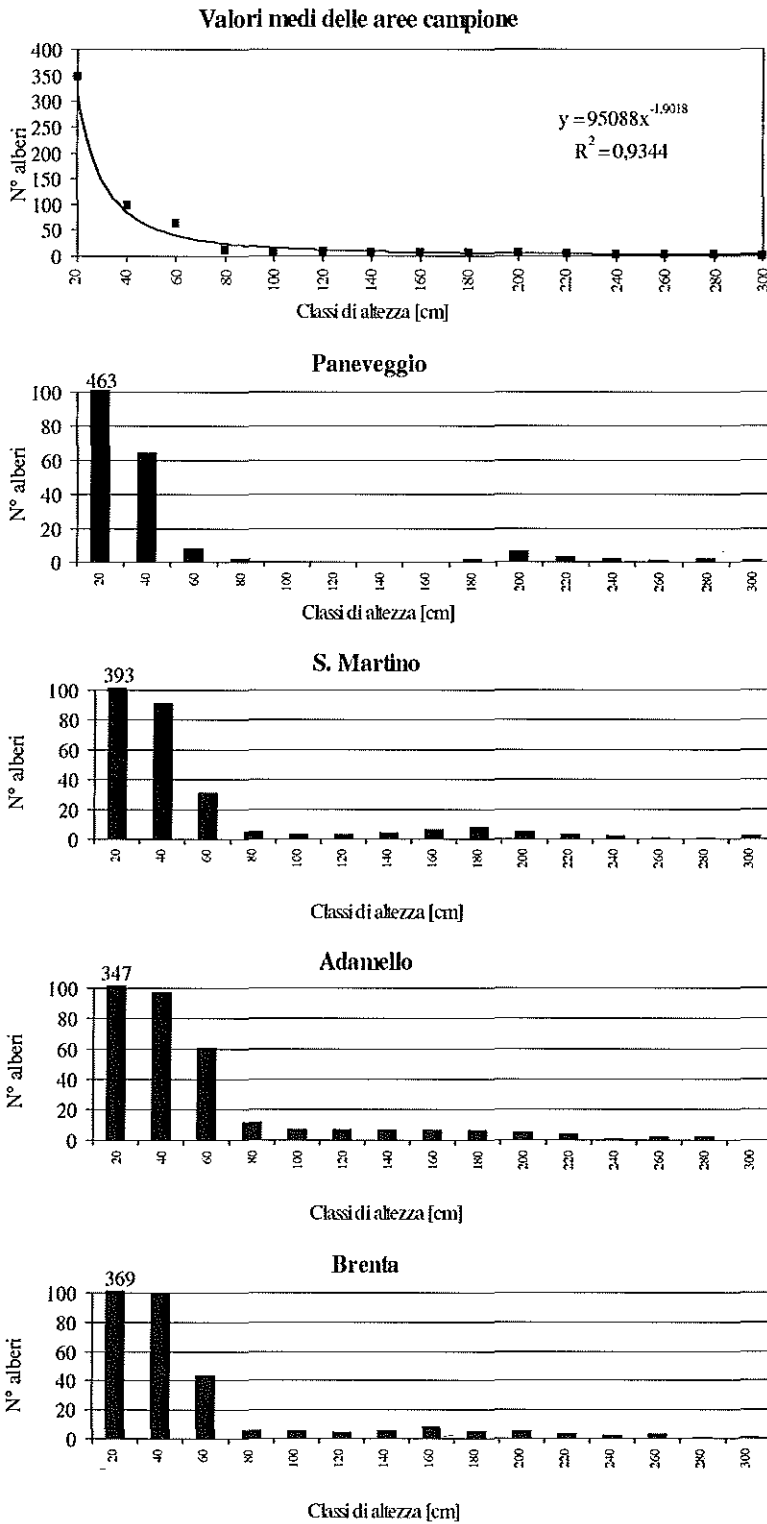 Valori medi delle aree campione
400
350
300
250
200
150
100
50
0
N° alberi
y = 95088x^-1,9018
R² = 0,9344
20 40 60 80 100 120 140 160 180 200 220 240 260 280 300
Classi di altezza [cm]
Paneveggio
463
100
80
60
40
20
0
N° alberi
20 40 60 80 100 120 140 160 180 200 220 240 260 280 300
Classi di altezza [cm]
S. Martino
393
100
80
60
40
20
0
N° alberi
20 40 60 80 100 120 140 160 180 200 220 240 260 280 300
Classi di altezza [cm]
Adamello
347
100
80
60
40
20
0
N° alberi
20 40 60 80 100 120 140 160 180 200 220 240 260 280 300
Classi di altezza [cm]
Brenta
369
100
80
60
40
20
0
N° alberi
20 40 60 80 100 120 140 160 180 200 220 240 260 280 300
Classi di altezza [cm]